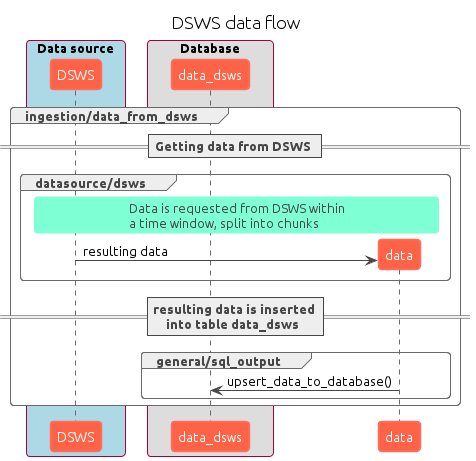 DSWS data flow
Data source
Database
DSWS
data_dsws
ingestion/data_from_dsws
Getting data from DSWS
datasource/dsws
Data is requested from DSWS within
a time window, split into chunks
resulting data
data
resulting data is inserted
into table data_dsws
general/sql_output
upsert_data_to_database()
DSWS
data_dsws
data